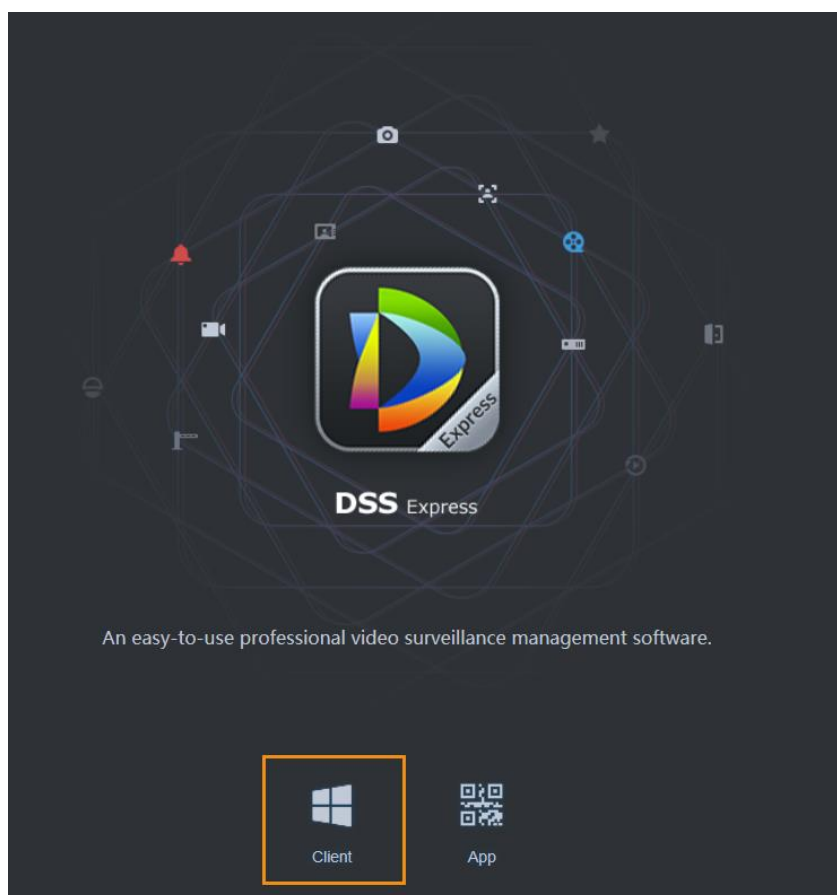 Express
DSS Express
An easy-to-use professional video surveillance management software.
Client
App